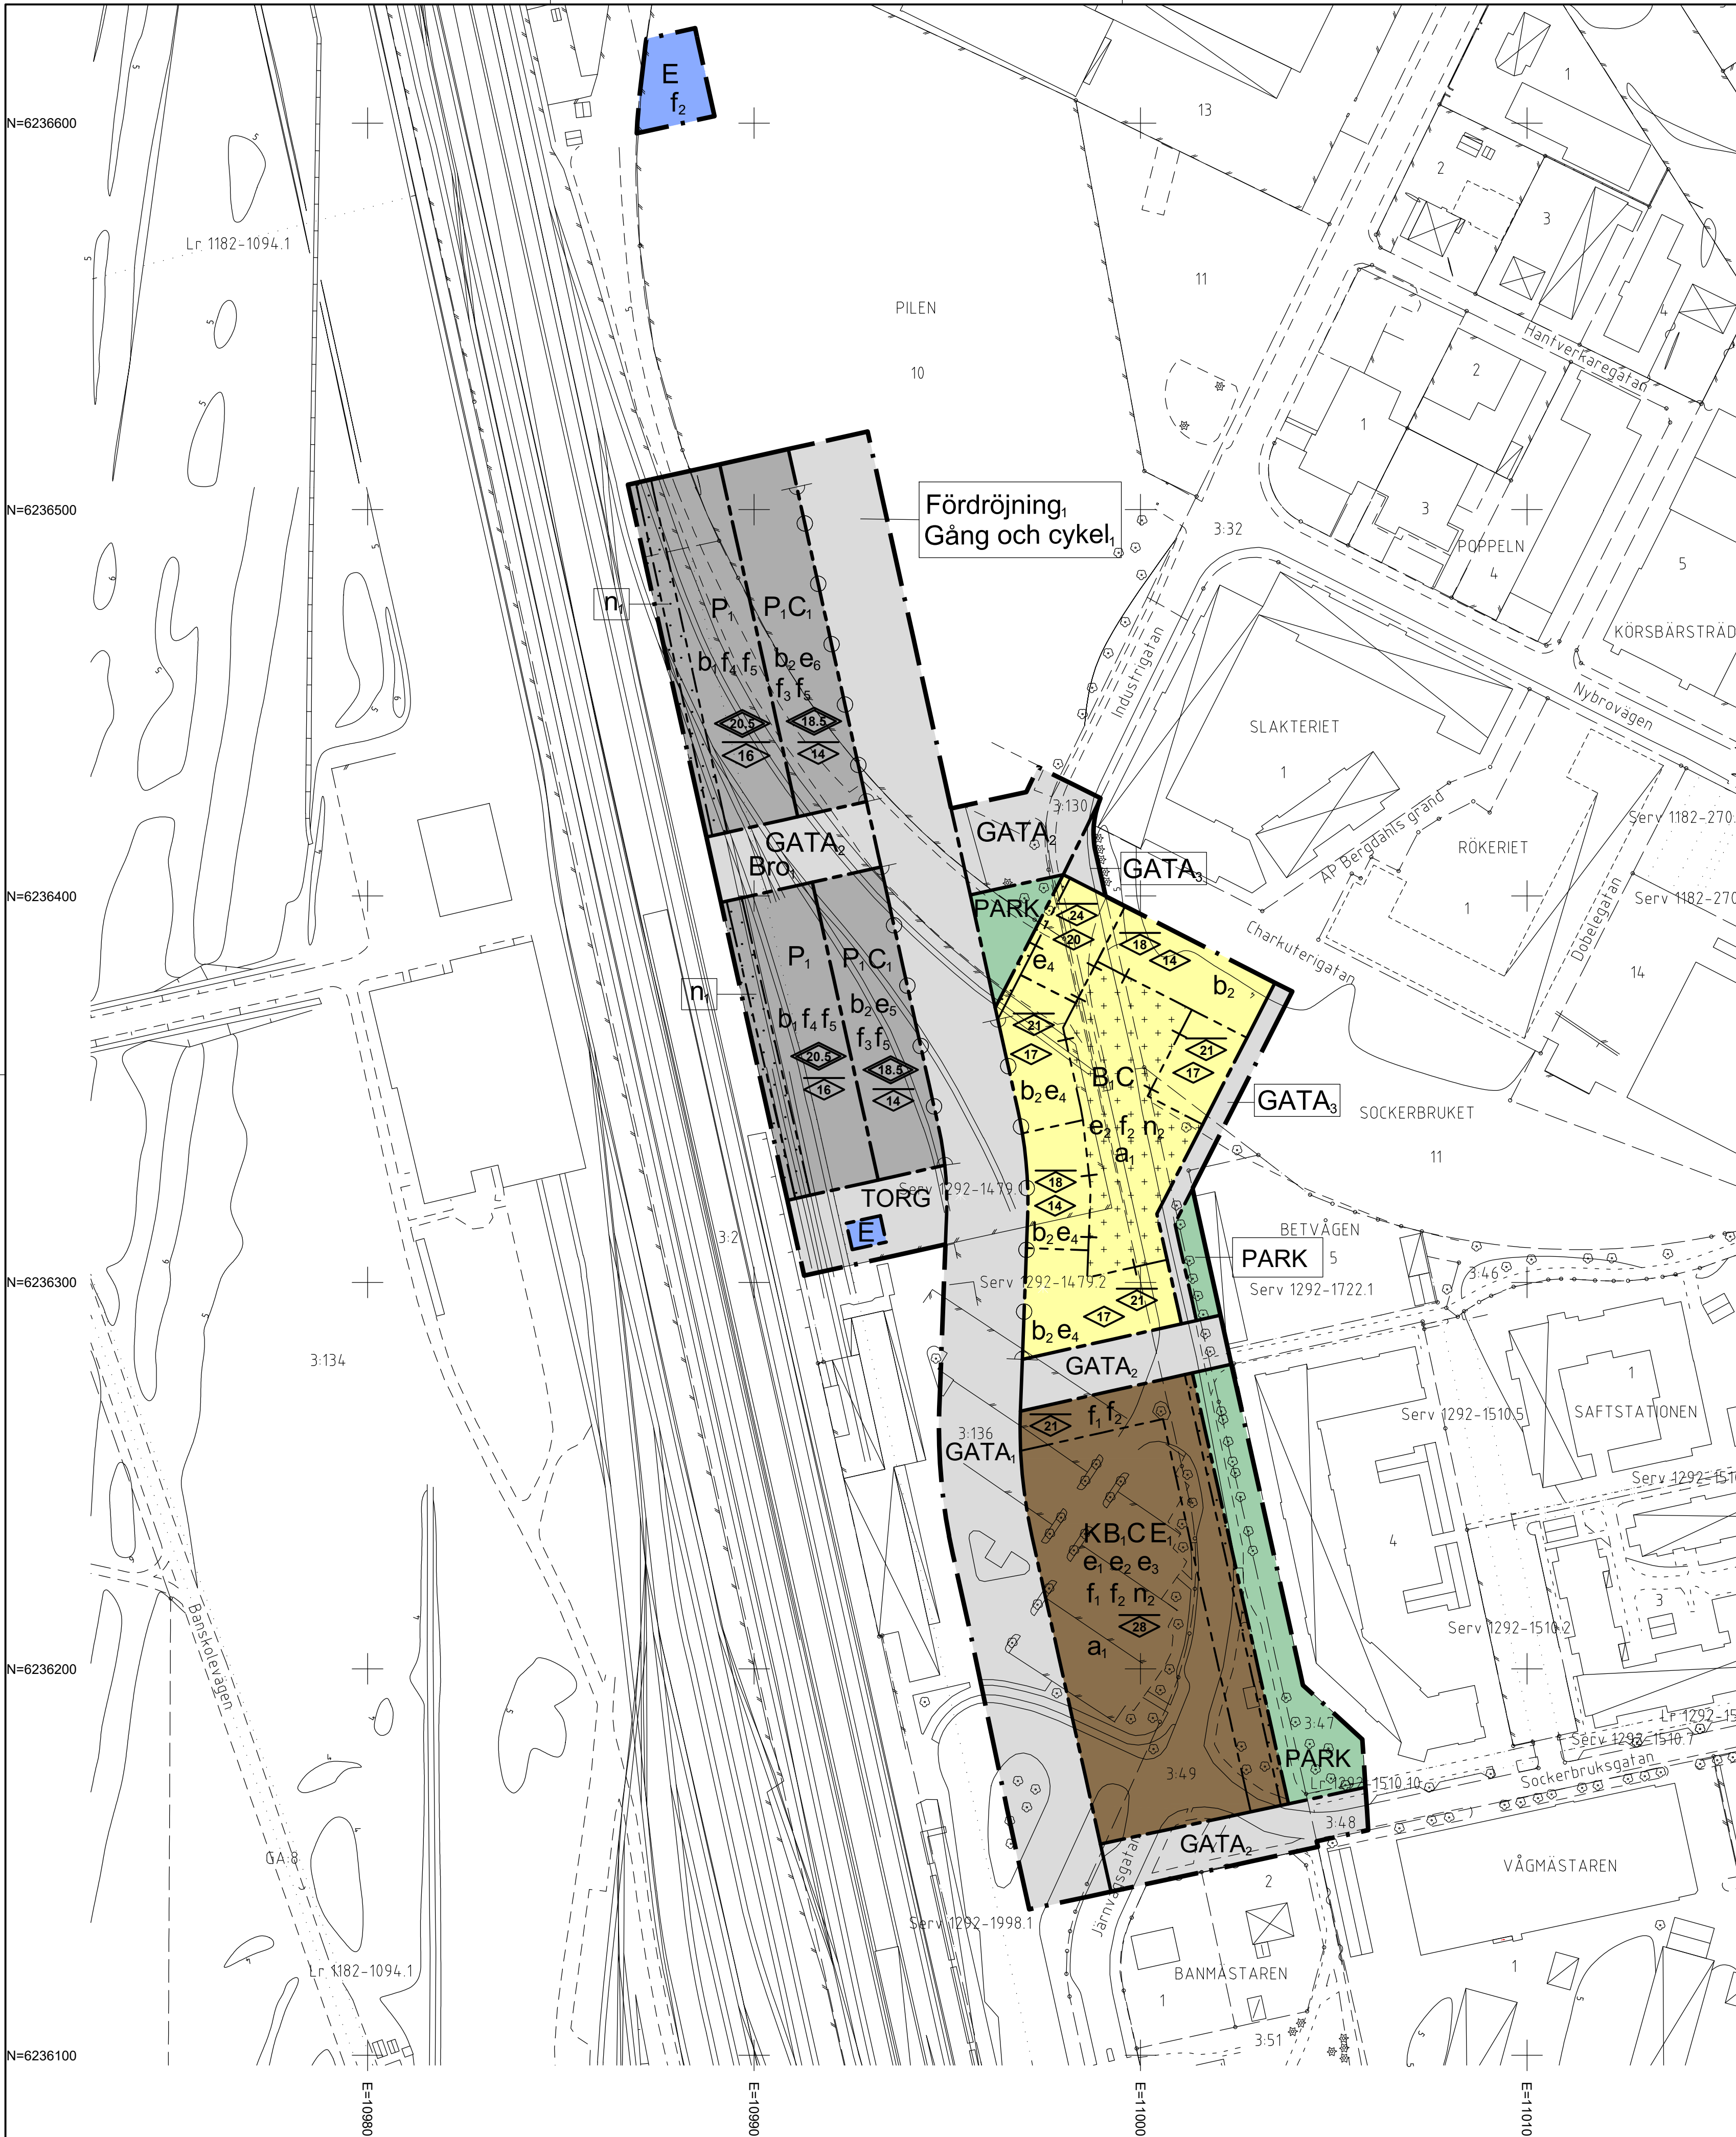 E
f₂
N=6236600
13
1
2
3
4
Lr 1182-1094.1
11
PILEN
10
Hantverkaregatan
2
1
3
4
5
POPPELN
N=6236500
Fördröjning₁
Gång och cykel₁
3:32
KÖRSBÄRSTRÄD
n₁
P₁
P₁C₁
b₁ f₄ f₅
b₂ e₆
f₃ f₅
20.5
18.5
16
14
Industrigatan
Nybrovägen
SLAKTERIET
1
3:130
GATA₂
GATA₂
Bro₁
GATA₃
AP Bergdahls gränd
RÖKERIET
1
Serv 1182-270.
Serv 1182-270
Dobelegatan
14
Charkuterigatan
N=6236400
PARK
24
20
18
14
e₄
b₂
P₁
P₁C₁
n₁
b₁ f₄ f₅
b₂ e₅
f₃ f₅
20.5
18.5
16
14
21
17
21
17
B₁C
b₂ e₄
e₂ f₂ n₂
a₁
GATA₃
SOCKERBRUKET
11
18
14
Serv 1292-1479.1
TORG
E
3:2
b₂ e₄
BETVÅGEN
5
PARK
Serv 1292-1722.1
3:46
N=6236300
Serv 1292-1479.2
21
17
b₂ e₄
3:134
GATA₂
1
SAFTSTATIONEN
Serv 1292-1510.5
21
f₁ f₂
3:136
GATA₁
Serv 1292-151
KB₁CE₁
e₁ e₂ e₃
f₁ f₂ n₂
28
a₁
4
3
Serv 1292-1510.2
Banskolevägen
N=6236200
3:47
Lr 1292-15
Serv 1292-1510.7
PARK
Sockerbruksgatan
3:49
Lr 1292-1510.10
3:48
GATA₂
VÅGMÄSTAREN
GA:8
2
Järnvägsgatan
Serv 1292-1998.1
Lr 1182-1094.1
BANMÄSTAREN
1
1
3:51
N=6236100
E=10980
E=10990
E=11000
E=11010